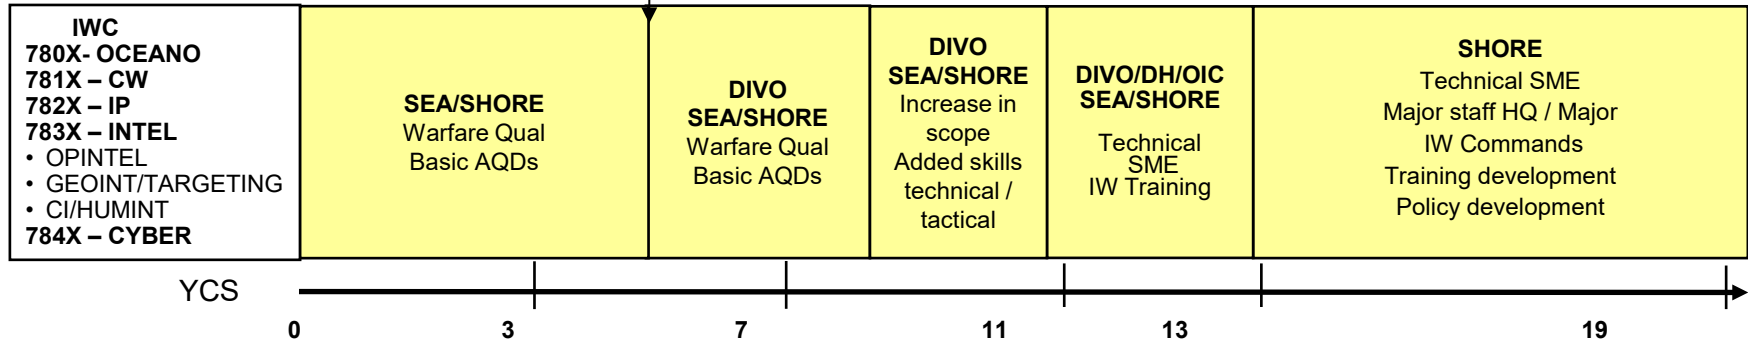 IWC
780X- OCEANO
781X – CW
782X – IP
783X – INTEL
• OPINTEL
• GEOINT/TARGETING
• CI/HUMINT
784X – CYBER
SEA/SHORE
Warfare Qual
Basic AQDs
DIVO
SEA/SHORE
Warfare Qual
Basic AQDs
DIVO
SEA/SHORE
Increase in
scope
Added skills
technical /
tactical
DIVO/DH/OIC
SEA/SHORE
Technical
SME
IW Training
SHORE
Technical SME
Major staff HQ / Major
IW Commands
Training development
Policy development
YCS
0 3 7 11 13 19